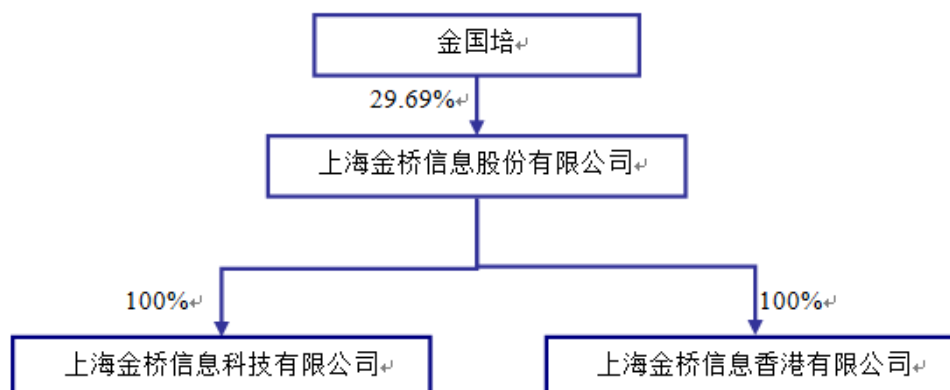 金国培
29.69%
上海金桥信息股份有限公司
100%
100%
上海金桥信息科技有限公司
上海金桥信息香港有限公司